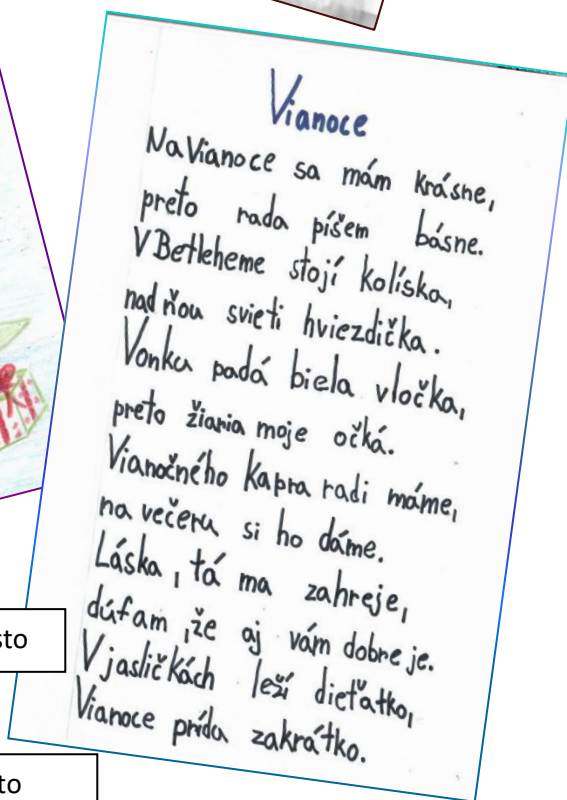 Vianoce
Na Vianoce sa mám krásne,
preto rada píšem básne.
V Betleheme stojí kolíska,
nad ňou svieti hviezdička.
Vonku padá biela vločka,
preto žiaria moje očká.
Vianočného kapra radi máme,
na večeru si ho dáme.
Láska, tá ma zahreje,
dúfam, že aj vám dobre je.
V jasličkách leží dieťatko,
Vianoce prídu zakrátko.
sto
to